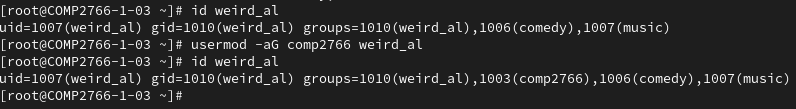 [root@COMP2766-1-03 ~]# id weird_al
uid=1007(weird_al) gid=1010(weird_al) groups=1010(weird_al),1006(comedy),1007(music)
[root@COMP2766-1-03 ~]# usermod -aG comp2766 weird_al
[root@COMP2766-1-03 ~]# id weird_al
uid=1007(weird_al) gid=1010(weird_al) groups=1010(weird_al),1003(comp2766),1006(comedy),1007(music)
[root@COMP2766-1-03 ~]#